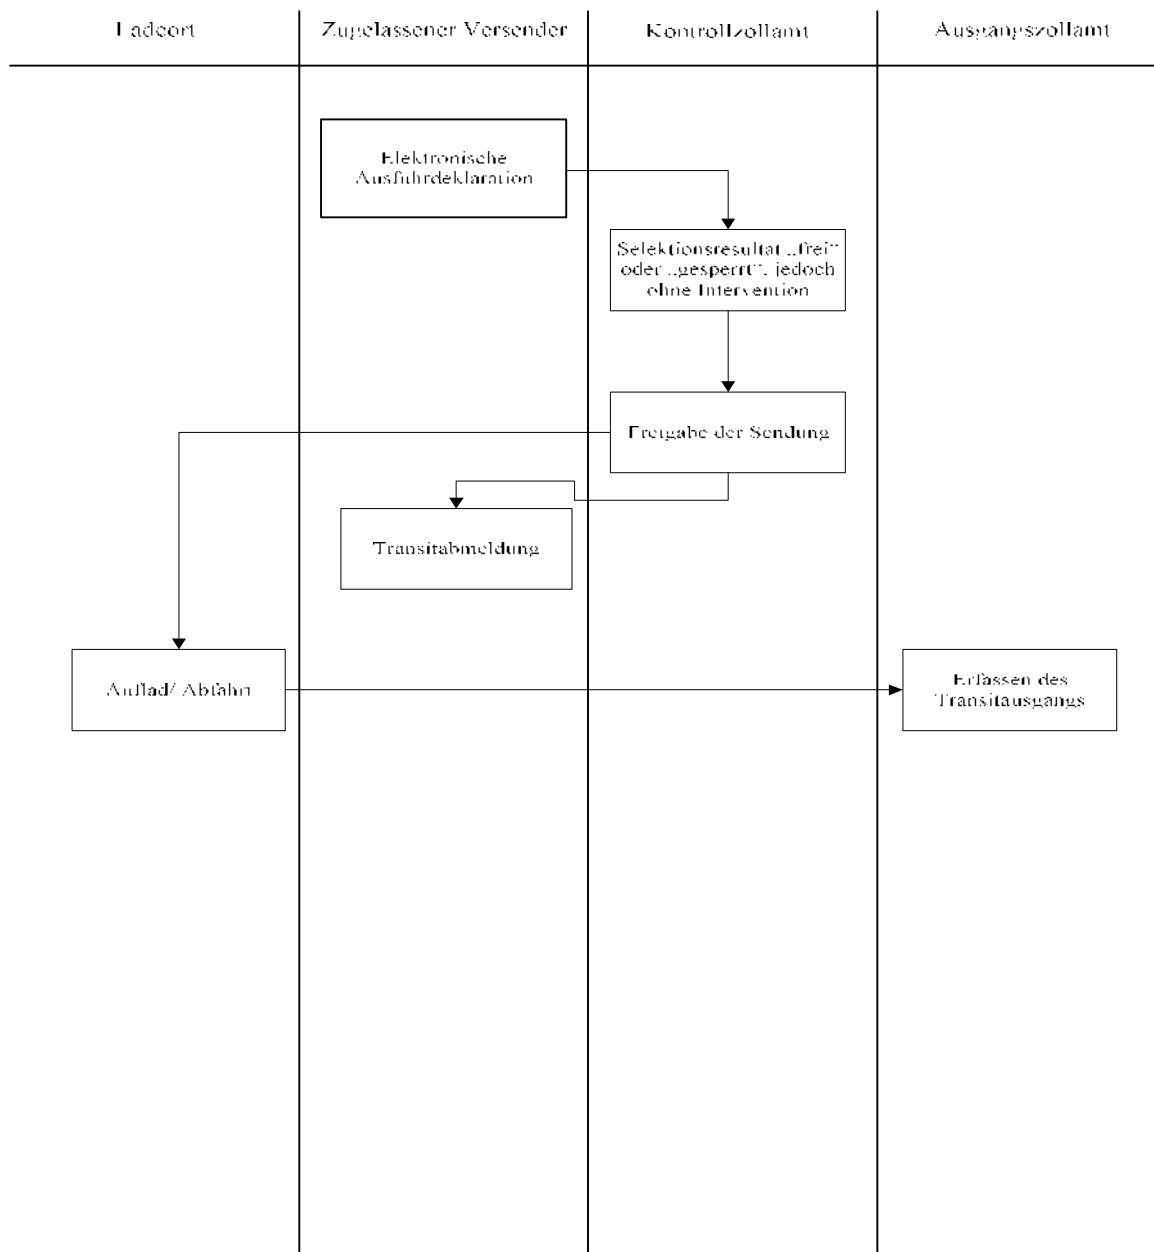 Ladeort
Zugelassener Versender
Kontrollzollamt
Ausgangszollamt
Elektronische
Ausfuhrdeklaration
Selektionsresultat „frei“
oder „gesperrt“, jedoch
ohne Intervention
Freigabe der Sendung
Transitabmeldung
Auflad/ Abfahrt
Erfassen des
Transitausgangs